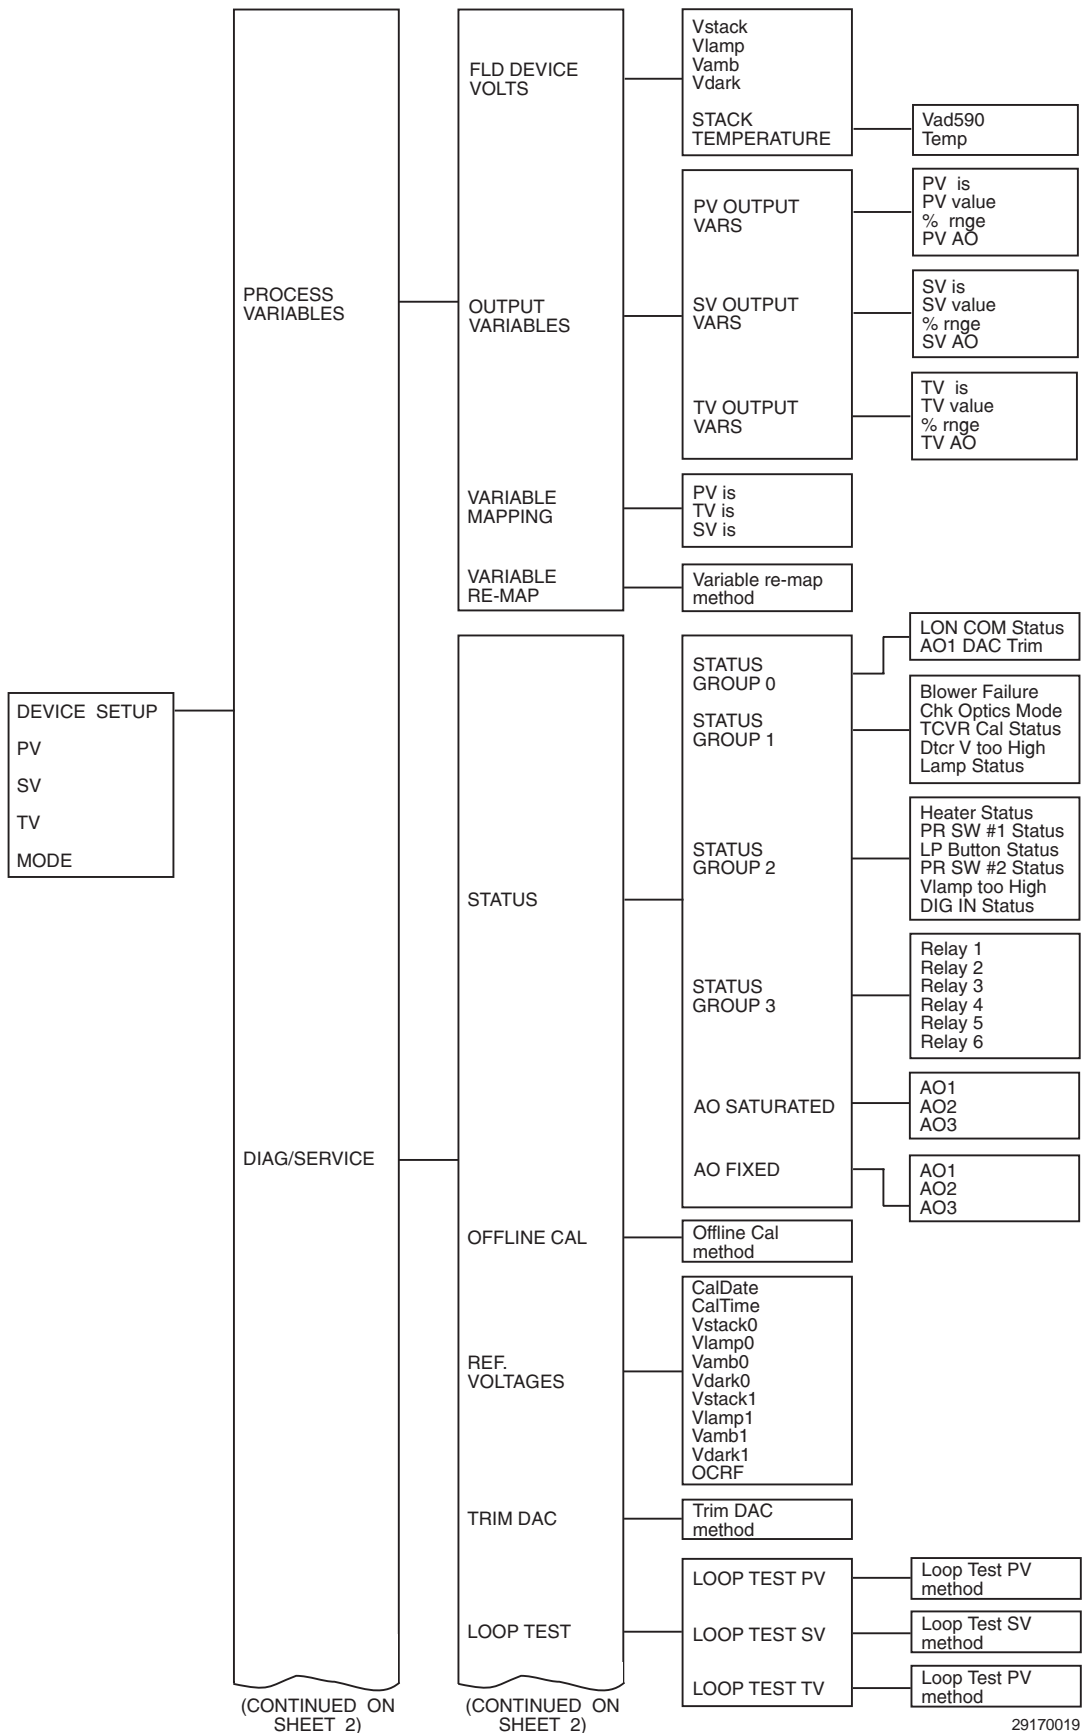 DEVICE SETUP
PV
SV
TV
MODE
PROCESS
VARIABLES
DIAG/SERVICE
(CONTINUED ON
SHEET 2)
FLD DEVICE
VOLTS
OUTPUT
VARIABLES
VARIABLE
MAPPING
VARIABLE
RE-MAP
STATUS
OFFLINE CAL
REF.
VOLTAGES
TRIM DAC
LOOP TEST
(CONTINUED ON
SHEET 2)
Vstack
Vlamp
Vamb
Vdark
STACK
TEMPERATURE
Vad590
Temp
PV OUTPUT
VARS
PV is
PV value
% rnge
PV AO
SV OUTPUT
VARS
SV is
SV value
% rnge
SV AO
TV OUTPUT
VARS
TV is
TV value
% rnge
TV AO
PV is
TV is
SV is
Variable re-map
method
STATUS
GROUP 0
LON COM Status
AO1 DAC Trim
STATUS
GROUP 1
Blower Failure
Chk Optics Mode
TCVR Cal Status
Dtcr V too High
Lamp Status
STATUS
GROUP 2
Heater Status
PR SW #1 Status
LP Button Status
PR SW #2 Status
Vlamp too High
DIG IN Status
STATUS
GROUP 3
Relay 1
Relay 2
Relay 3
Relay 4
Relay 5
Relay 6
AO SATURATED
AO1
AO2
AO3
AO FIXED
AO1
AO2
AO3
Offline Cal
method
CalDate
CalTime
Vstack0
Vlamp0
Vamb0
Vdark0
Vstack1
Vlamp1
Vamb1
Vdark1
OCRF
Trim DAC
method
LOOP TEST PV
Loop Test PV
method
LOOP TEST SV
Loop Test SV
method
LOOP TEST TV
Loop Test PV
method
29170019